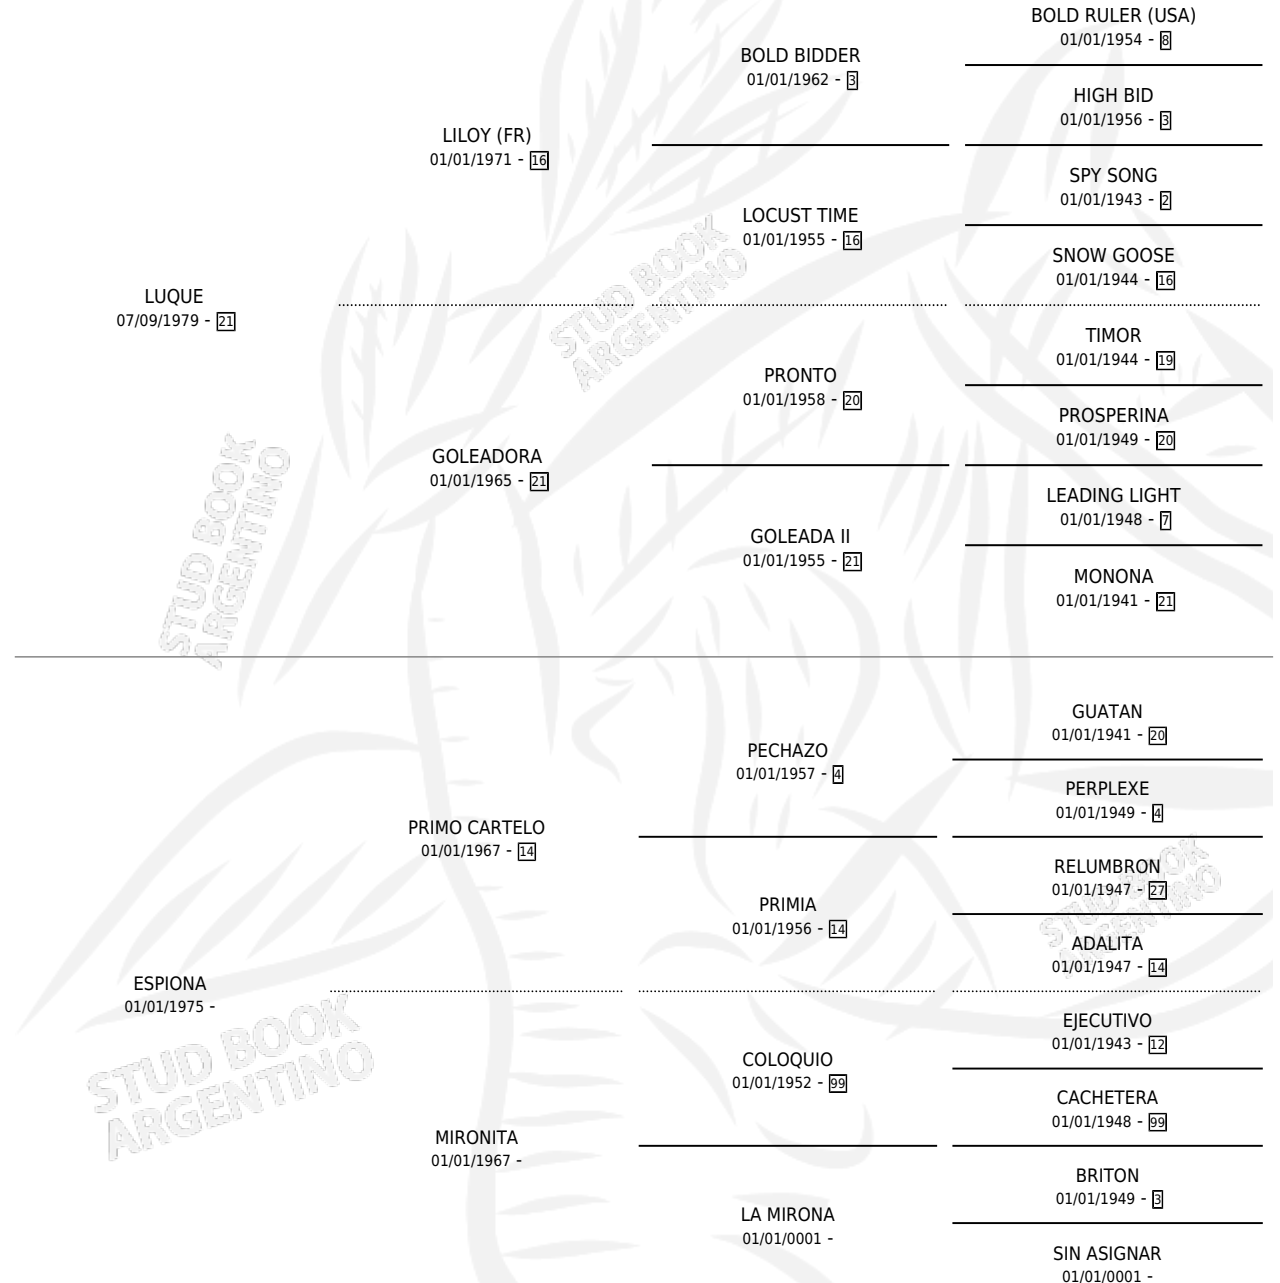 BOLD RULER (USA)
01/01/1954 - 8
BOLD BIDDER
01/01/1962 - 3
HIGH BID
01/01/1956 - 3
LILOY (FR)
01/01/1971 - 16
SPY SONG
01/01/1943 - 2
LOCUST TIME
01/01/1955 - 16
SNOW GOOSE
01/01/1944 - 16
LUQUE
07/09/1979 - 21
TIMOR
01/01/1944 - 19
PRONTO
01/01/1958 - 20
PROSPERINA
01/01/1949 - 20
GOLEADORA
01/01/1965 - 21
LEADING LIGHT
01/01/1948 - 7
GOLEADA II
01/01/1955 - 21
MONONA
01/01/1941 - 21
GUATAN
01/01/1941 - 20
PECHAZO
01/01/1957 - 4
PERPLEXE
01/01/1949 - 4
PRIMO CARTELO
01/01/1967 - 14
RELUMBRON
01/01/1947 - 27
PRIMIA
01/01/1956 - 14
ADALITA
01/01/1947 - 14
ESPIONA
01/01/1975 -
EJECUTIVO
01/01/1943 - 12
COLOQUIO
01/01/1952 - 99
CACHETERA
01/01/1948 - 99
MIRONITA
01/01/1967 -
BRITON
01/01/1949 - 3
LA MIRONA
01/01/0001 -
SIN ASIGNAR
01/01/0001 -
STUD BOOK
ARGENTINO
STUD BOOK
ARGENTINO
STUD BOOK
ARGENTINO
STUD BOOK
ARGENTINO